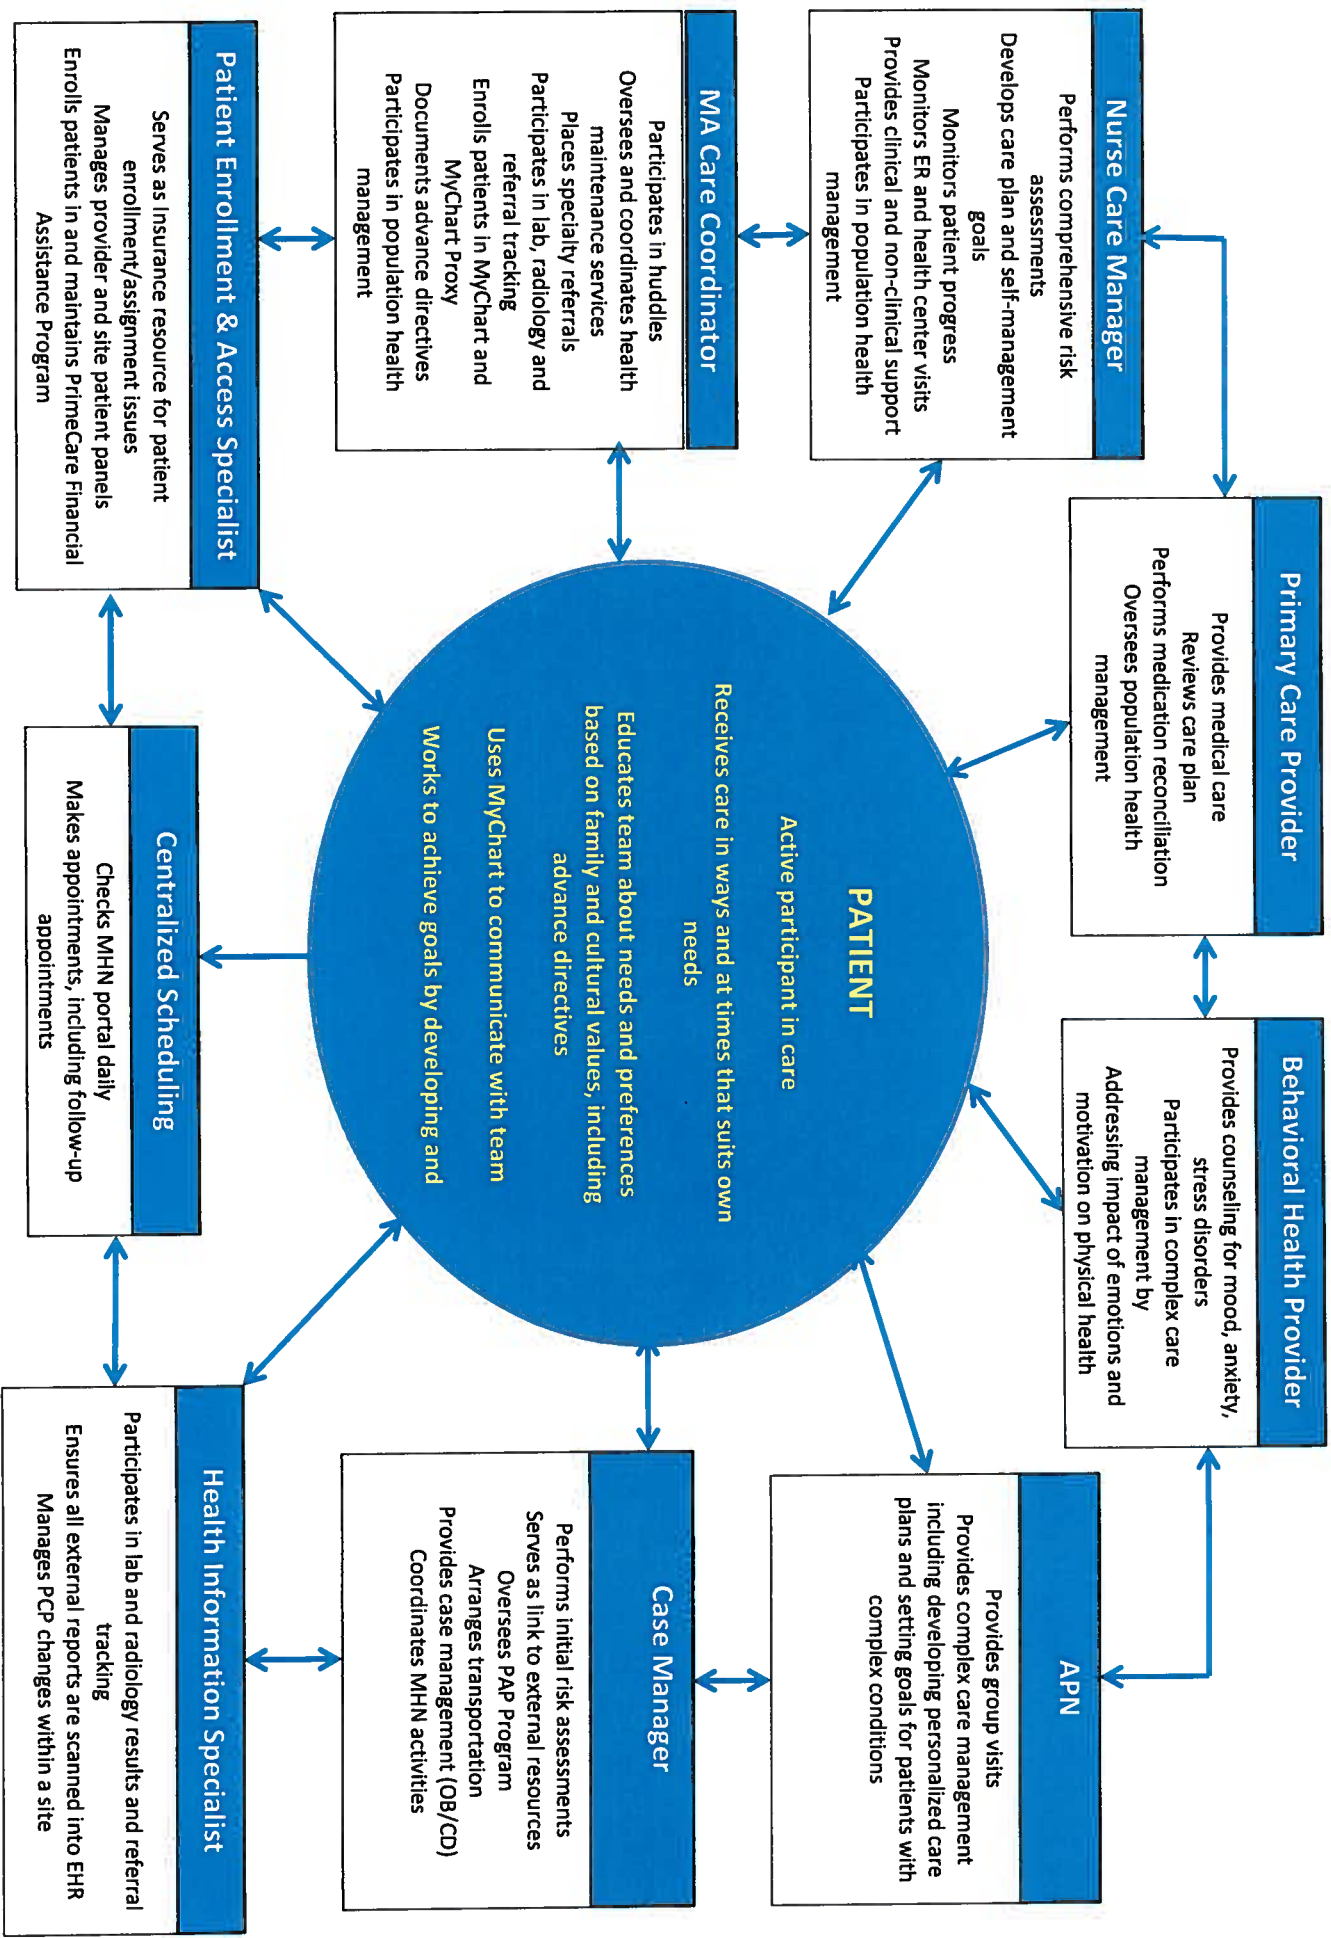 Primary Care Provider
Provides medical care
Reviews care plan
Performs medication reconciliation
Oversees population health
management
Behavioral Health Provider
Provides counseling for mood, anxiety,
stress disorders
Participates in complex care
management by
Addressing impact of emotions and
motivation on physical health
Nurse Care Manager
Performs comprehensive risk
assessments
Develops care plan and self-management
goals
Monitors patient progress
Monitors ER and health center visits
Provides clinical and non-clinical support
Participates in population health
management
APN
Provides group visits
Provides complex care management
including developing personalized care
plans and setting goals for patients with
complex conditions
PATIENT
Active participant in care
Receives care in ways and at times that suits own
needs
Educates team about needs and preferences
based on family and cultural values, including
advance directives
Uses MyChart to communicate with team
Works to achieve goals by developing and
MA Care Coordinator
Participates in huddles
Oversees and coordinates health
maintenance services
Places specialty referrals
Participates in lab, radiology and
referral tracking
Enrolls patients in MyChart and
MyChart Proxy
Documents advance directives
Participates in population health
management
Case Manager
Performs initial risk assessments
Serves as link to external resources
Oversees PAP Program
Arranges transportation
Provides case management (OB/CD)
Coordinates MHN activities
Patient Enrollment & Access Specialist
Serves as Insurance resource for patient
enrollment/assignment issues
Manages provider and site patient panels
Enrolls patients in and maintains PrimeCare Financial
Assistance Program
Centralized Scheduling
Checks MHN portal daily
Makes appointments, including follow-up
appointments
Health Information Specialist
Participates in lab and radiology results and referral
tracking
Ensures all external reports are scanned into EHR
Manages PCP changes within a site